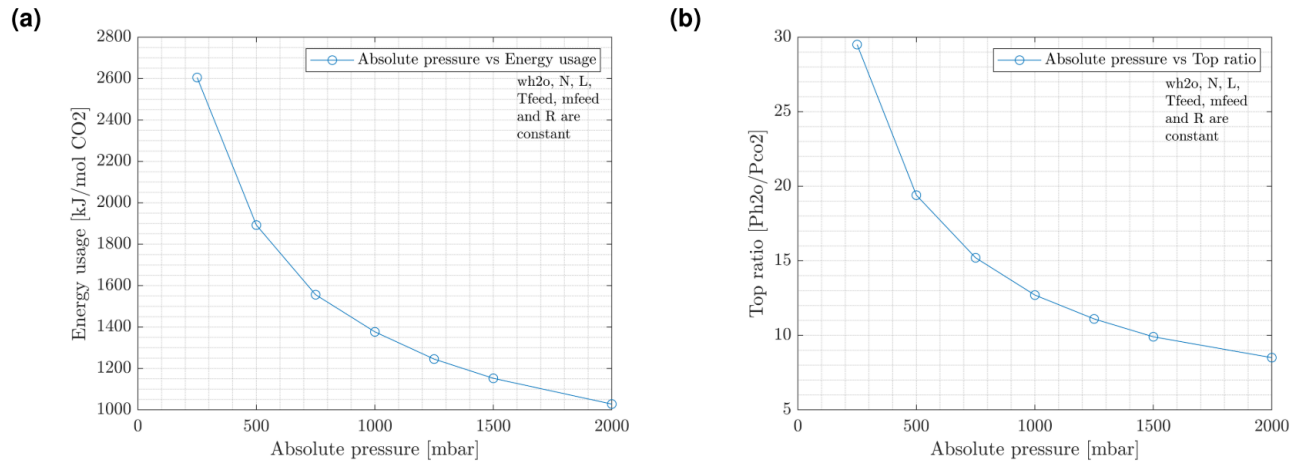 (a)
2800
2600
2400
2200
2000
1800
1600
1400
1200
1000
Energy usage [kJ/mol CO2]
Absolute pressure vs Energy usage
wh2o, N, L,
Tfeed, mfeed
and R are
constant
0
500
1000
1500
2000
Absolute pressure [mbar]
(b)
30
25
20
15
10
5
Top ratio [Ph2o/Pco2]
Absolute pressure vs Top ratio
wh2o, N, L,
Tfeed, mfeed
and R are
constant
0
500
1000
1500
2000
Absolute pressure [mbar]